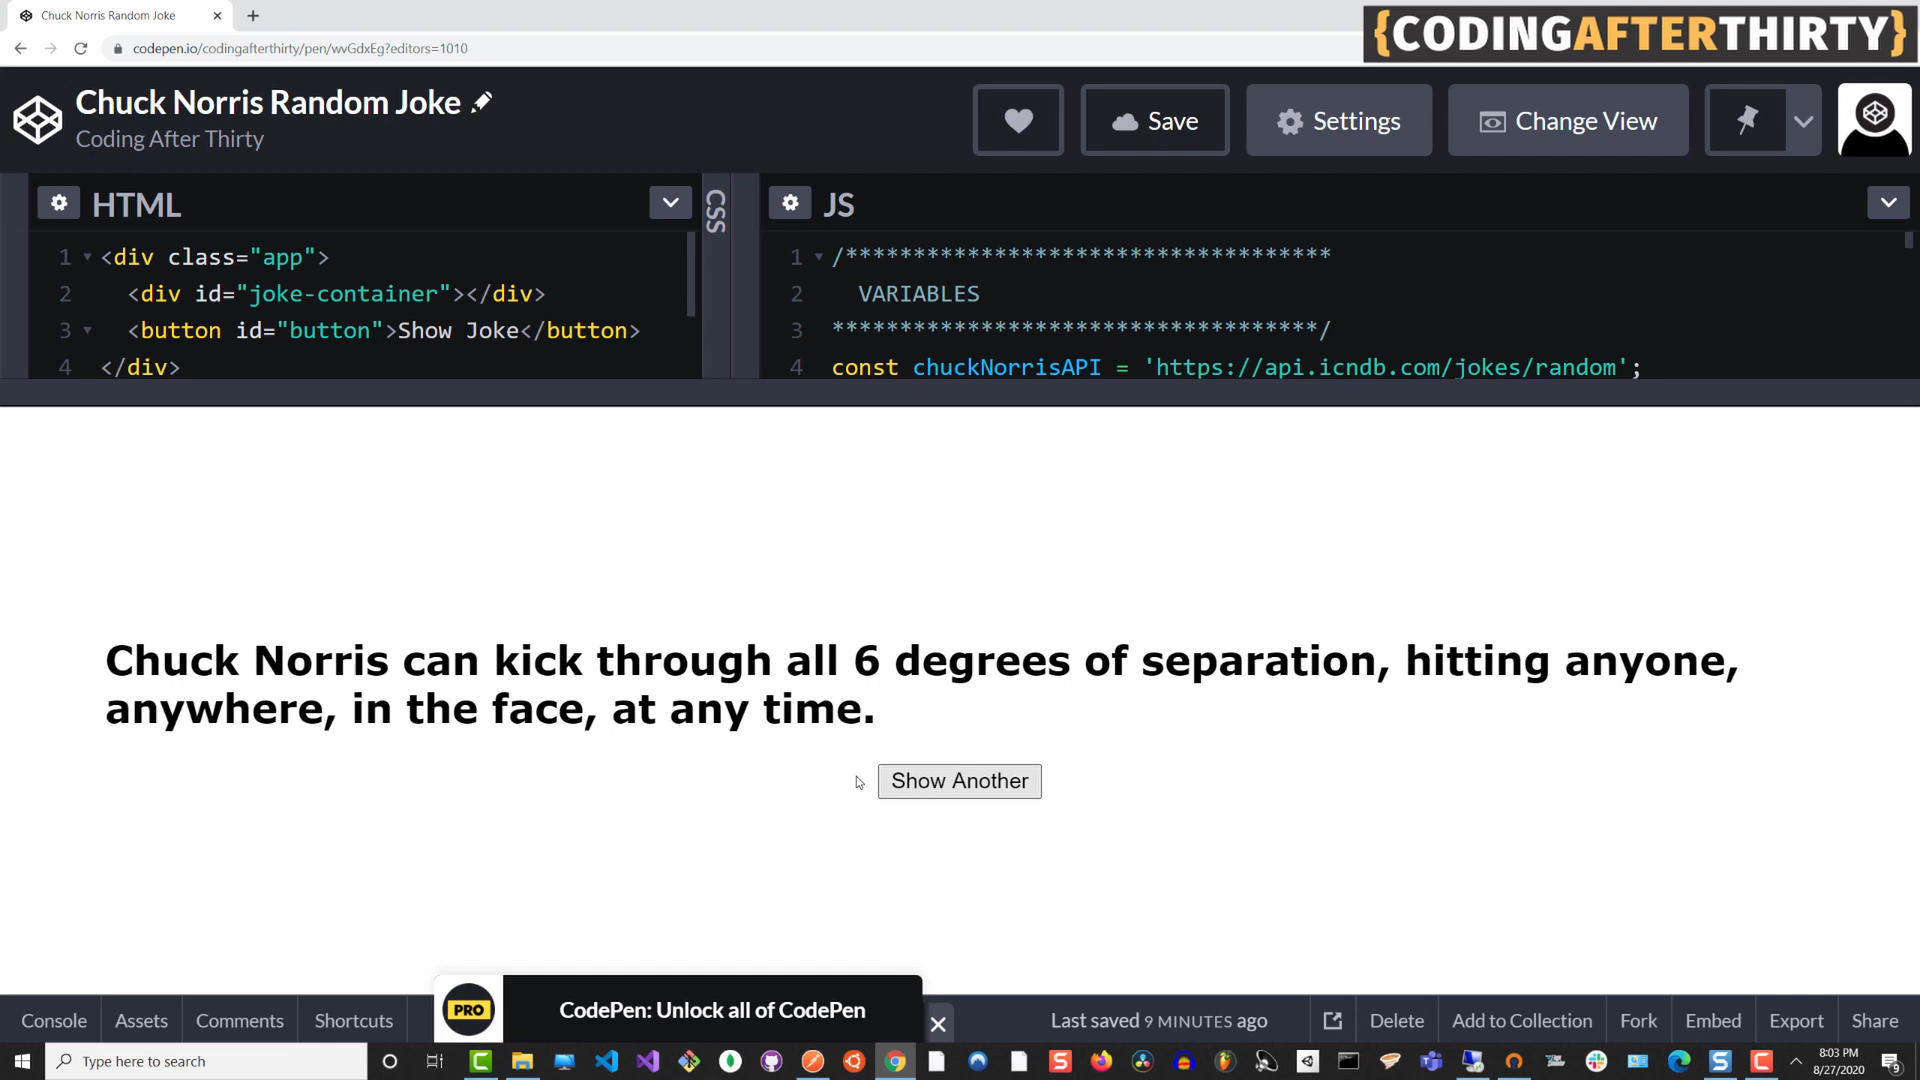 Chuck Norris Random Joke
codepen.io/codingafterthirty/pen/wvGdxEg?editors=1010
{CODINGAFTERTHIRTY}
Chuck Norris Random Joke
Coding After Thirty
Save
Settings
Change View
HTML
CSS
JS
1 <div class="app">
2 <div id="joke-container"></div>
3 <button id="button">Show Joke</button>
4 </div>
1 /************************************
2 VARIABLES
3 ************************************/
4 const chuckNorrisAPI = 'https://api.icndb.com/jokes/random';
Chuck Norris can kick through all 6 degrees of separation, hitting anyone,
anywhere, in the face, at any time.
Show Another
PRO
CodePen: Unlock all of CodePen
Console
Assets
Comments
Shortcuts
Last saved 9 MINUTES ago
Delete
Add to Collection
Fork
Embed
Export
Share
Type here to search
8:03 PM
8/27/2020